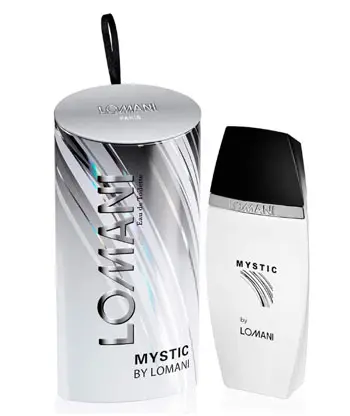 LOMANI
PARIS
LOMANI
Eau de Toilette
MYSTIC
BY LOMANI
LOMANI
MYSTIC
by
LOMANI